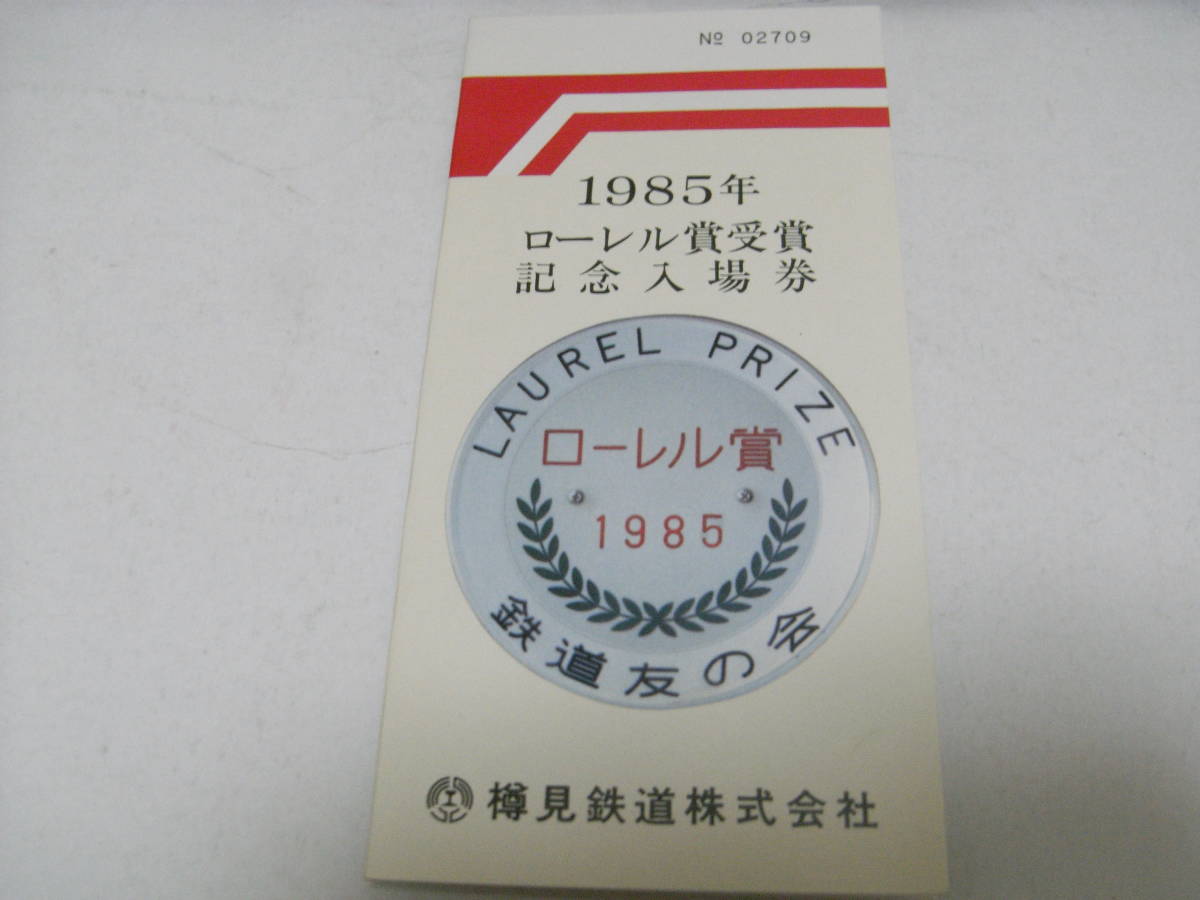 № 02709
1985年
ローレル賞受賞
記念入場券
LAUREL PRIZE
ローレル賞
1985
鉄道友の会
樽見鉄道株式会社